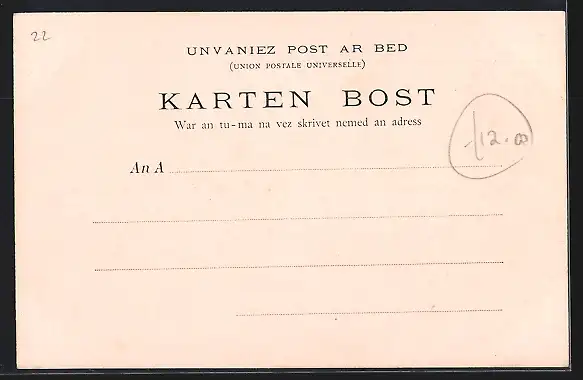 22
UNVANIEZ POST AR BED
(UNION POSTALE UNIVERSELLE)
KARTEN BOST
War an tu-ma na vez skrivet nemed an adress
12.00
An A